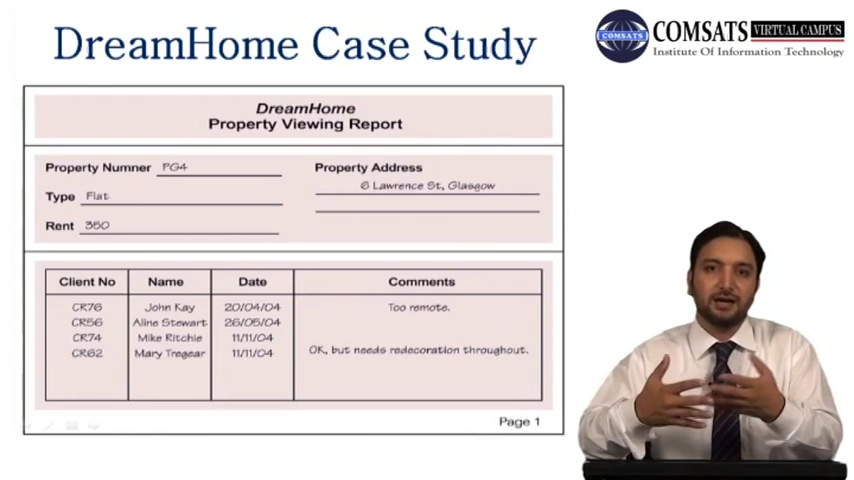 DreamHome Case Study
COMSATS
COMSATS VIRTUAL CAMPUS
Institute Of Information Technology
DreamHome
Property Viewing Report
Property Numner PG4
Property Address
6 Lawrence St, Glasgow
Type Flat
Rent 350
Client No Name Date Comments
CR76 John Kay 20/04/04 Too remote.
CR56 Aline Stewart 26/05/04
CR74 Mike Ritchie 11/11/04
CR62 Mary Tregear 11/11/04 OK, but needs redecoration throughout.
Page 1